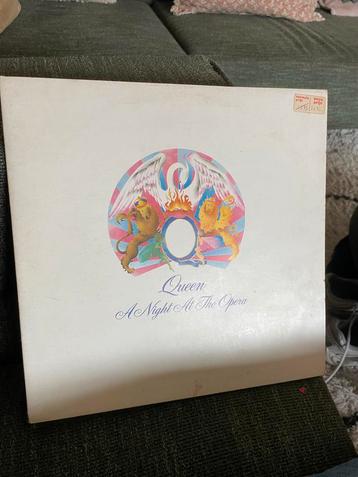 Queen
A Night At The Opera